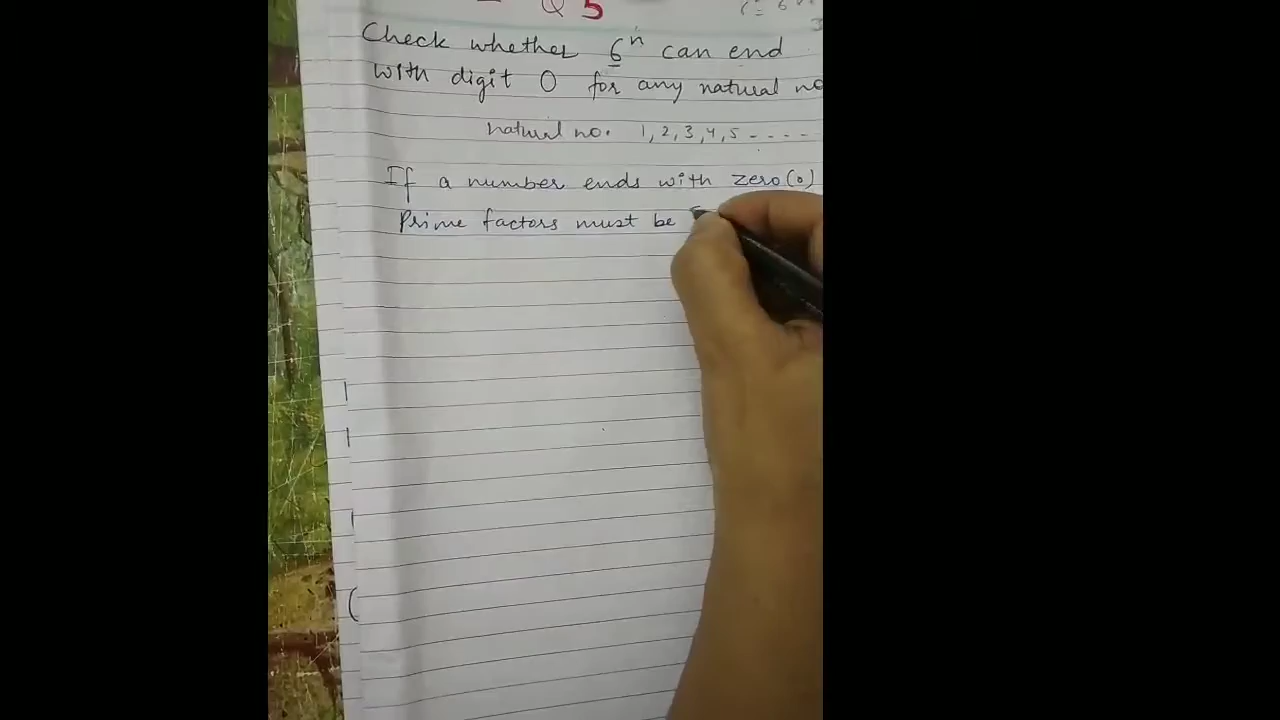 Q 5
Check whether 6ⁿ can end
with digit 0 for any natural no
natural no. 1, 2, 3, 4, 5 - - - - -
If a number ends with zero (0)
Prime factors must be